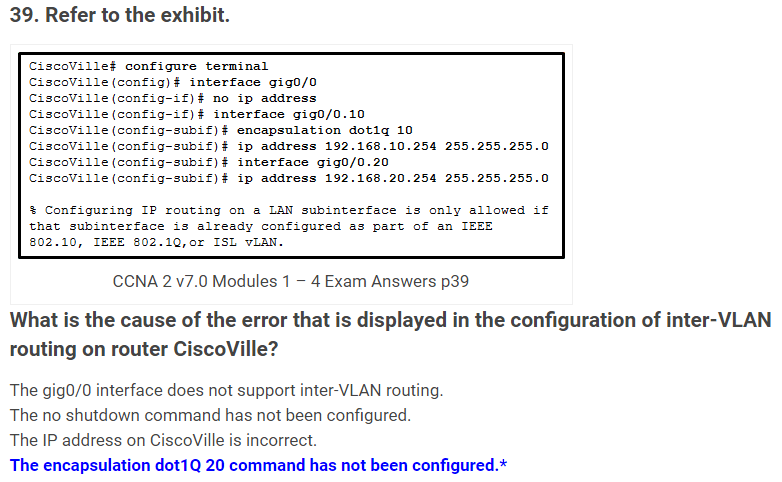 39. Refer to the exhibit.
CiscoVille# configure terminal
CiscoVille(config)# interface gig0/0
CiscoVille(config-if)# no ip address
CiscoVille(config-if)# interface gig0/0.10
CiscoVille(config-subif)# encapsulation dot1q 10
CiscoVille(config-subif)# ip address 192.168.10.254 255.255.255.0
CiscoVille(config-subif)# interface gig0/0.20
CiscoVille(config-subif)# ip address 192.168.20.254 255.255.255.0
% Configuring IP routing on a LAN subinterface is only allowed if
that subinterface is already configured as part of an IEEE
802.10, IEEE 802.1Q,or ISL vLAN.
CCNA 2 v7.0 Modules 1 – 4 Exam Answers p39
What is the cause of the error that is displayed in the configuration of inter-VLAN
routing on router CiscoVille?
The gig0/0 interface does not support inter-VLAN routing.
The no shutdown command has not been configured.
The IP address on CiscoVille is incorrect.
The encapsulation dot1Q 20 command has not been configured.*